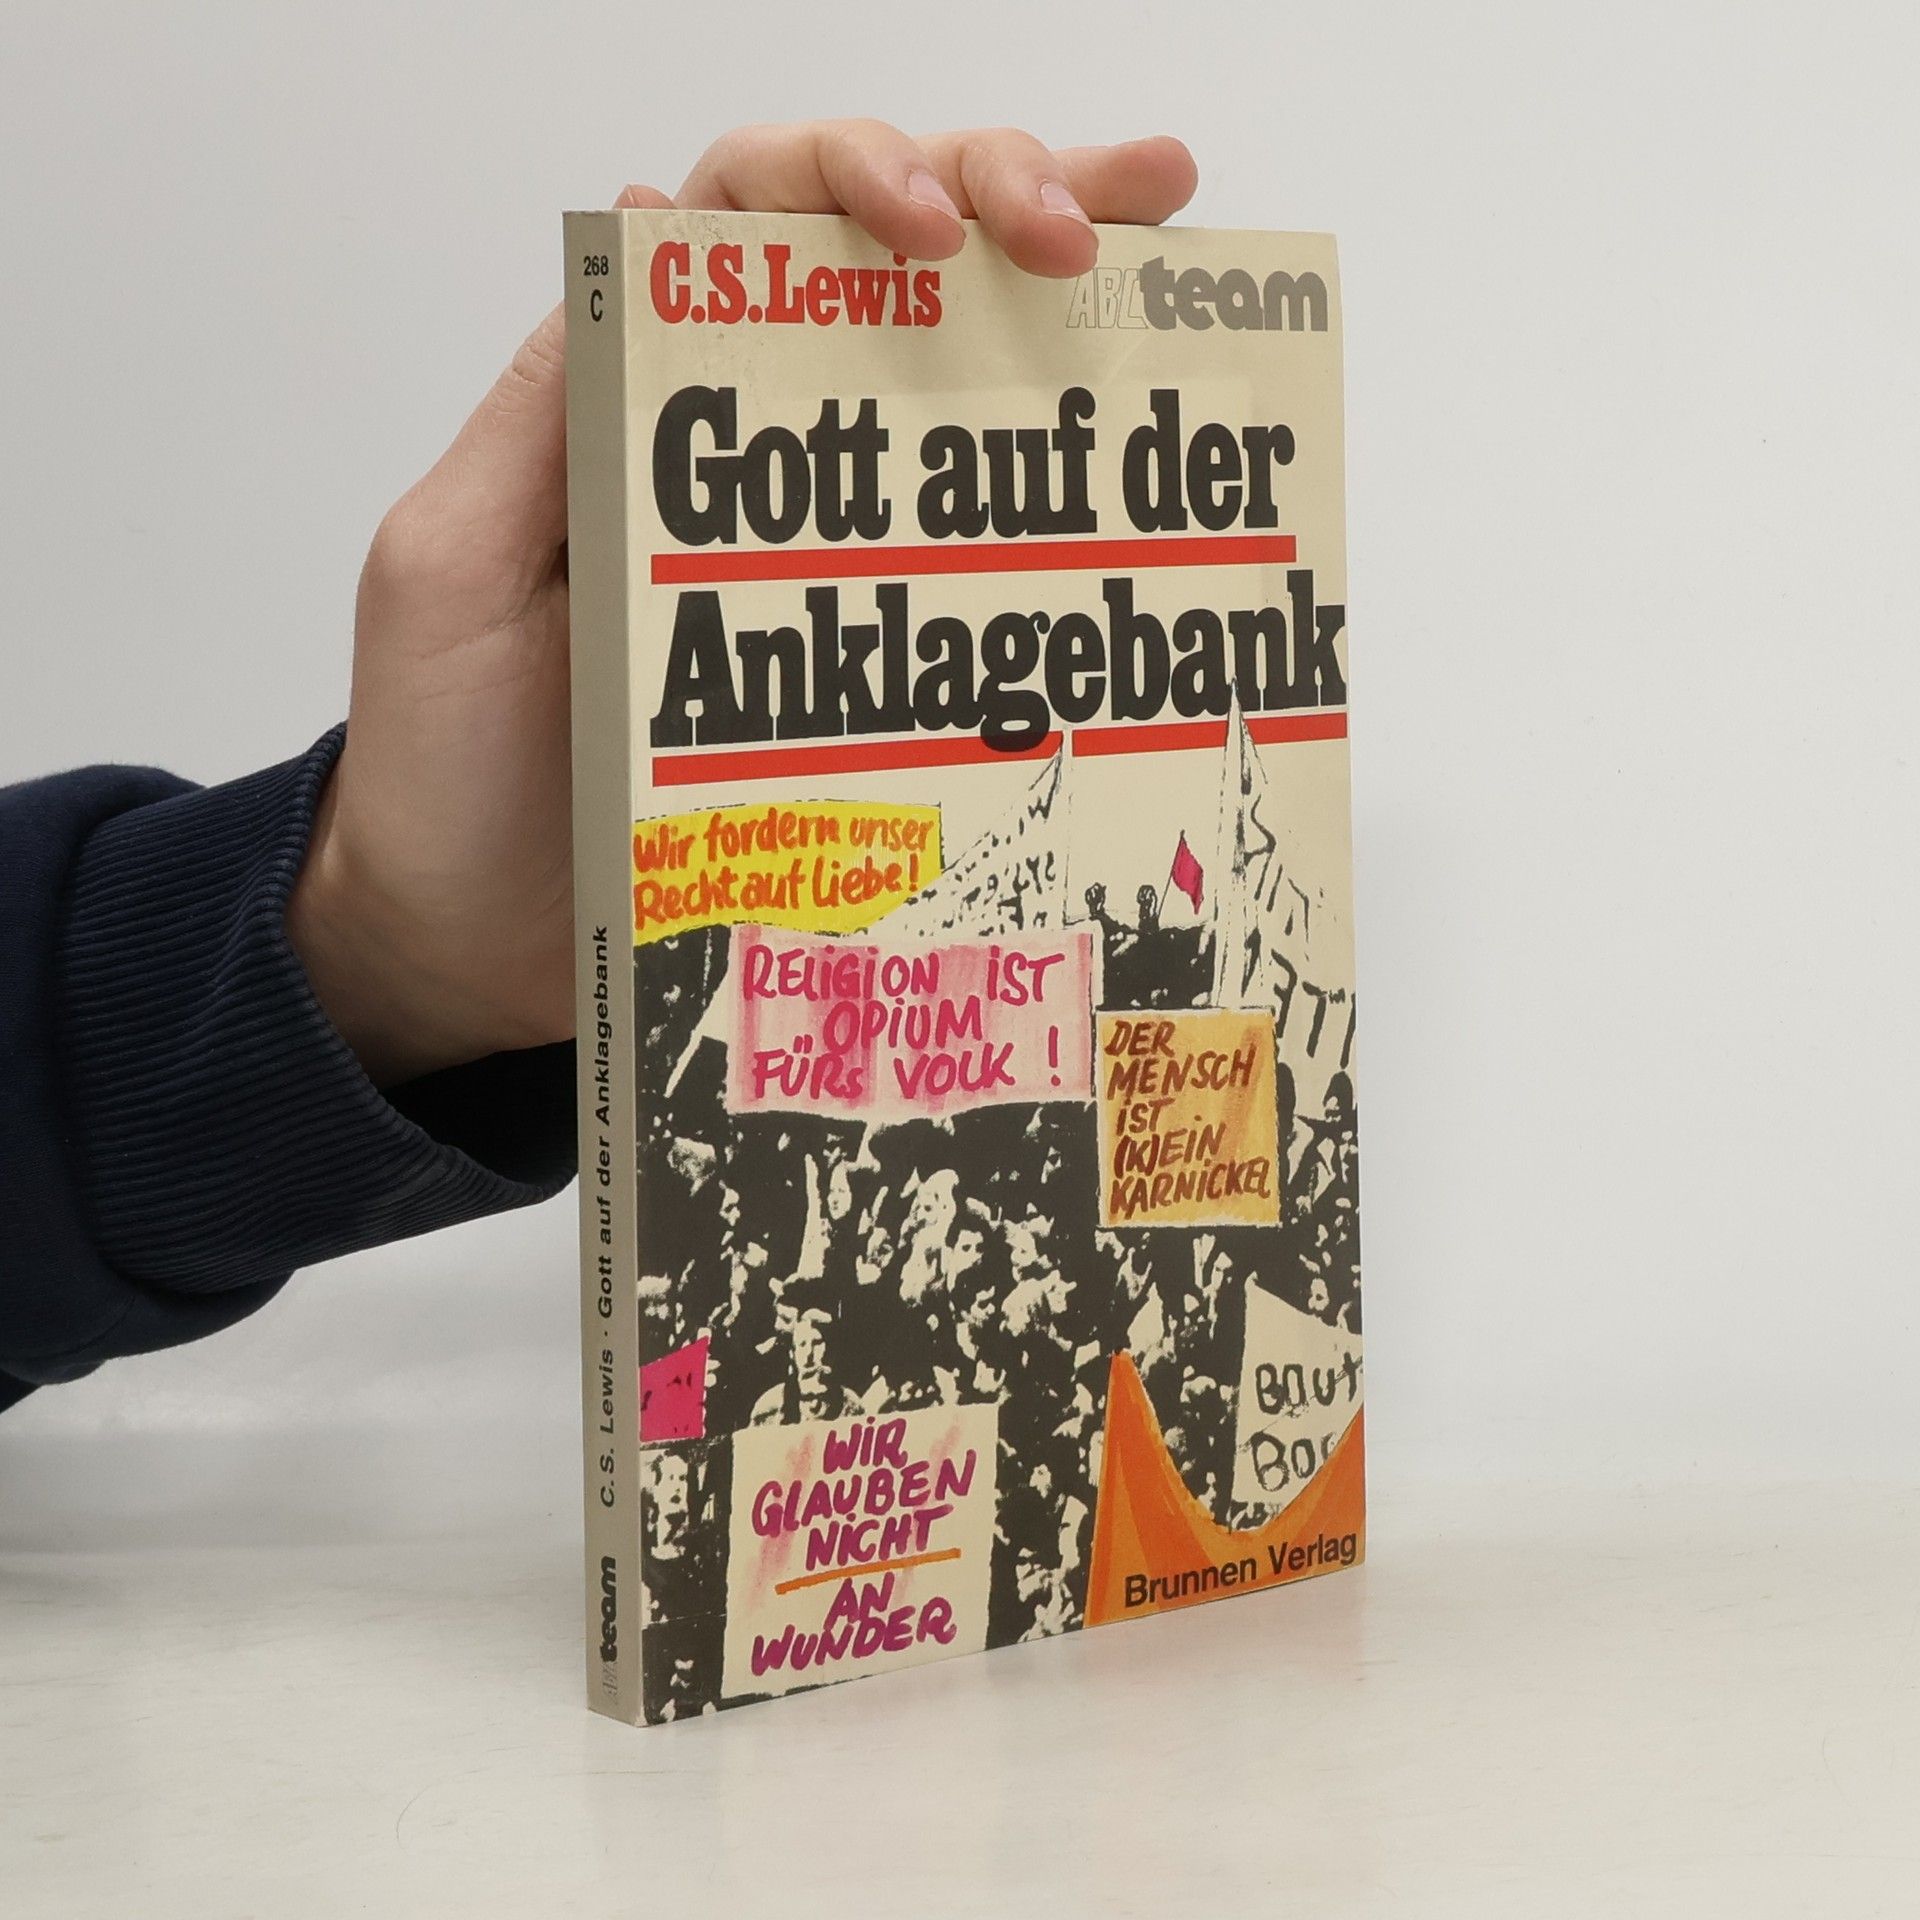 268
C
C. S. Lewis · Gott auf der Anklagebank
ABCteam
C.S.Lewis
ABCteam
Gott auf der
Anklagebank
Wir fordern unser
Recht auf Liebe!
RELIGION IST
OPIUM
FÜRs VOLK !
DER
MENSCH
IST
(K)EIN
KARNICKEL
WIR
GLAUBEN
NICHT
AN
WUNDER
Brunnen Verlag